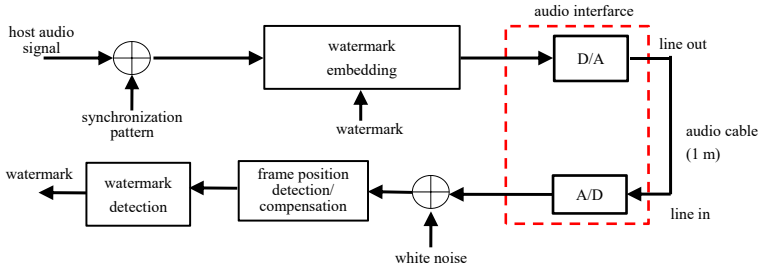 audio interfarce
host audio
signal
watermark
embedding
D/A
line out
synchronization
pattern
watermark
audio cable
(1 m)
watermark
watermark
detection
frame position
detection/
compensation
A/D
line in
white noise